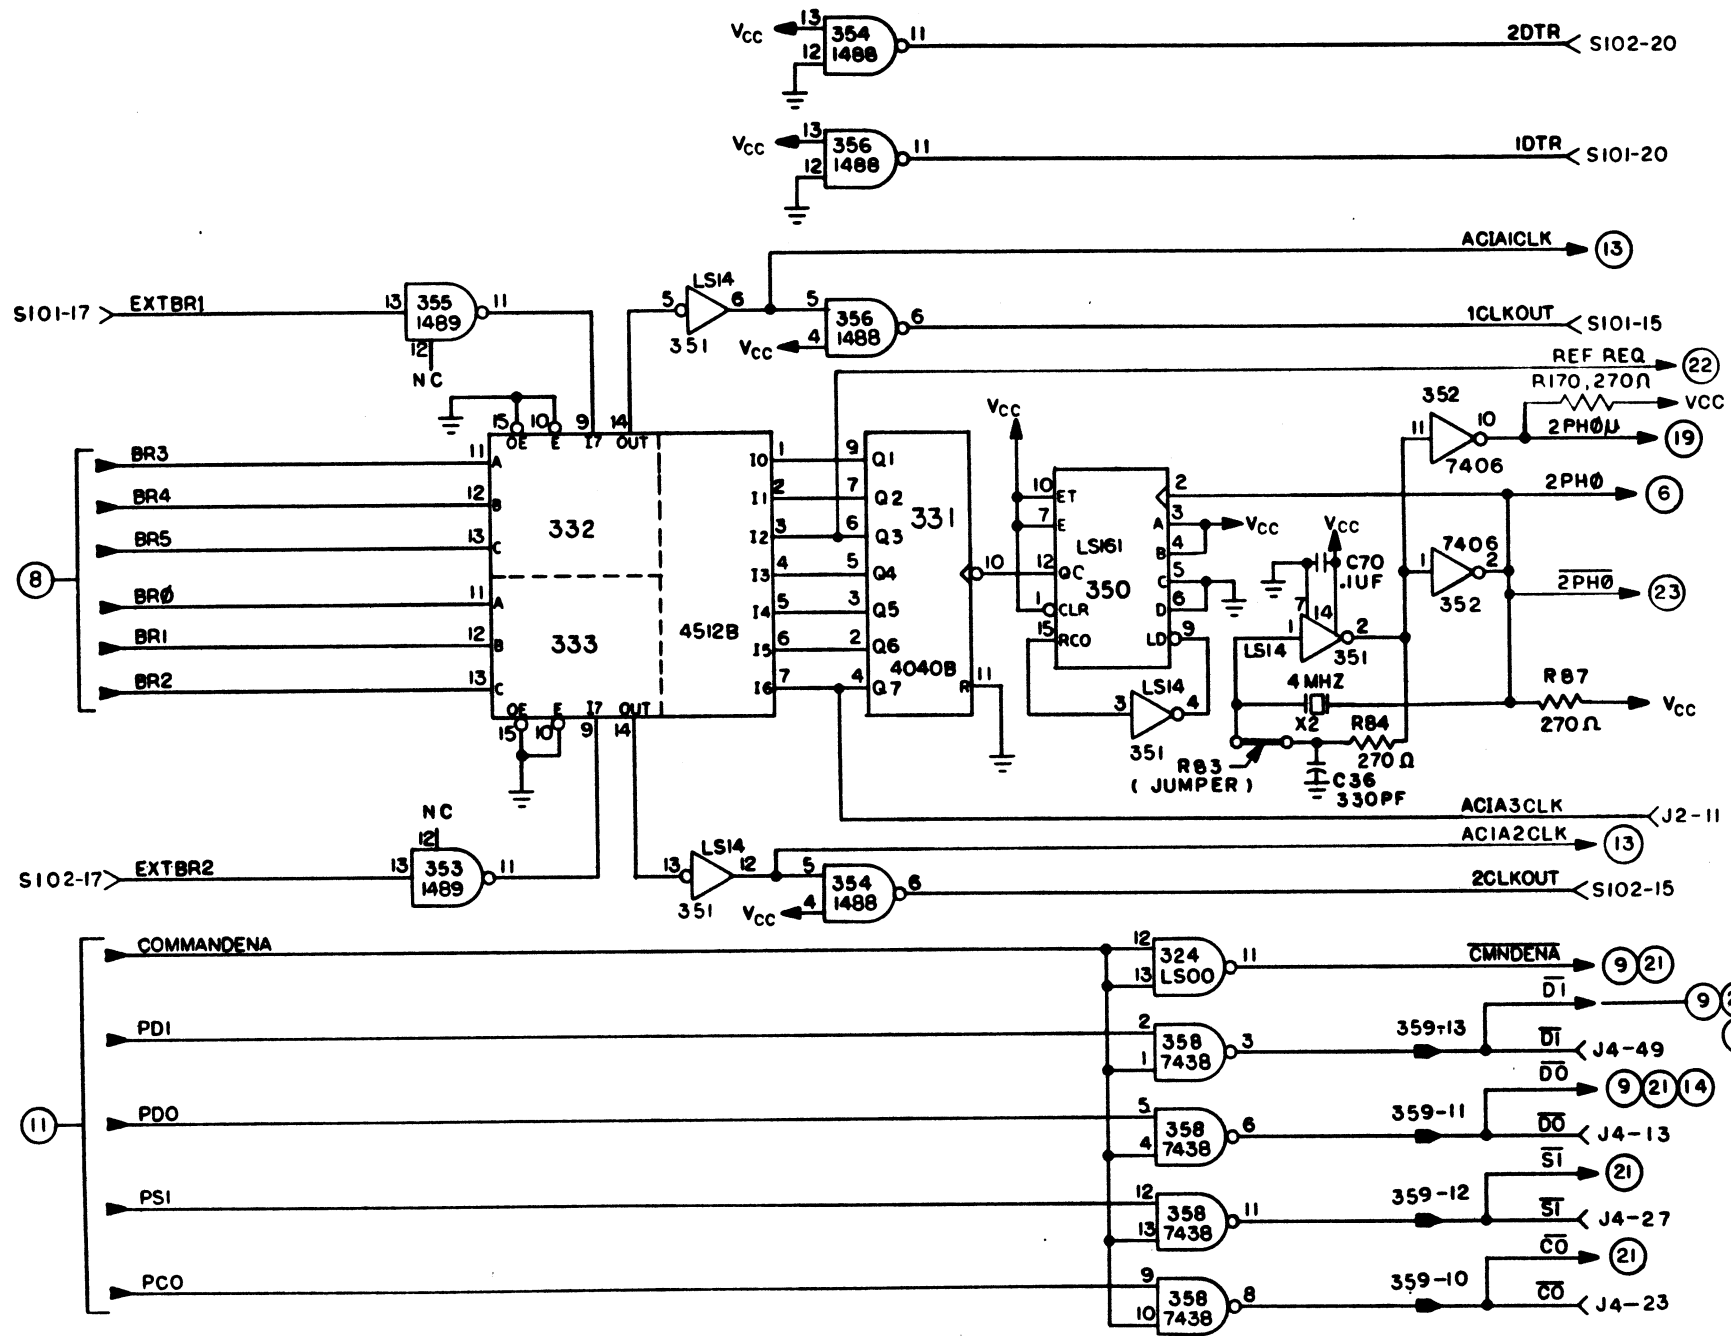 VCC 13 354 1488 12 11 2DTR S102-20
VCC 13 356 1488 12 11 1DTR S101-20
ACIA1CLK 13
S101-17 EXTBR1 13 355 1489 11 12 NC
5 LS14 6 351
5 356 1488 4 VCC 6 1CLKOUT S101-15
REF REQ 22
R170, 270Ω VCC
352 11 10 7406 2PHØμ 19
15 10 9 14
OE E I7 OUT
8
BR3 11 A
BR4 12 B
BR5 13 C
BRØ 11 A
BR1 12 B
BR2 13 C
332
333
4512B
I0 1 9 Q1
I1 2 7 Q2
I2 3 6 Q3
I3 4 5 Q4
I4 5 3 Q5
I5 6 2 Q6
I6 7 4 Q7
331
4040B
10
R 11
VCC
10 ET
7 E
12 QC
1 CLR
15 RCO
LS161
350
2
A 3
B 4
VCC
C 5
D 6
LD 9
3 LS14 4
351
2PHØ 6
7406 1 2 352
2PHØ 23
VCC
C70
.1UF
7 14
1 2
LS14 351
4 MHZ
X2
R84
270Ω
R83
( JUMPER )
C36
330PF
R87
270Ω
VCC
OE E I7 OUT
15 10 9 14
ACIA3CLK J2-11
ACIA2CLK 13
NC
12
S102-17 EXTBR2 13 353 1489 11
13 LS14 12 351
5 354 1488 4 VCC 6 2CLKOUT S102-15
COMMANDENA 12 324 LS00 13 11 CMNDENA 9 21
D1 9
PD1 2 358 7438 1 3 359-13 D1 J4-49
D0 9 21 14
PD0 5 358 7438 4 6 359-11 D0 J4-13
S1 21
PS1 12 358 7438 13 11 359-12 S1 J4-27
C0 21
PC0 9 358 7438 10 8 359-10 C0 J4-23
11